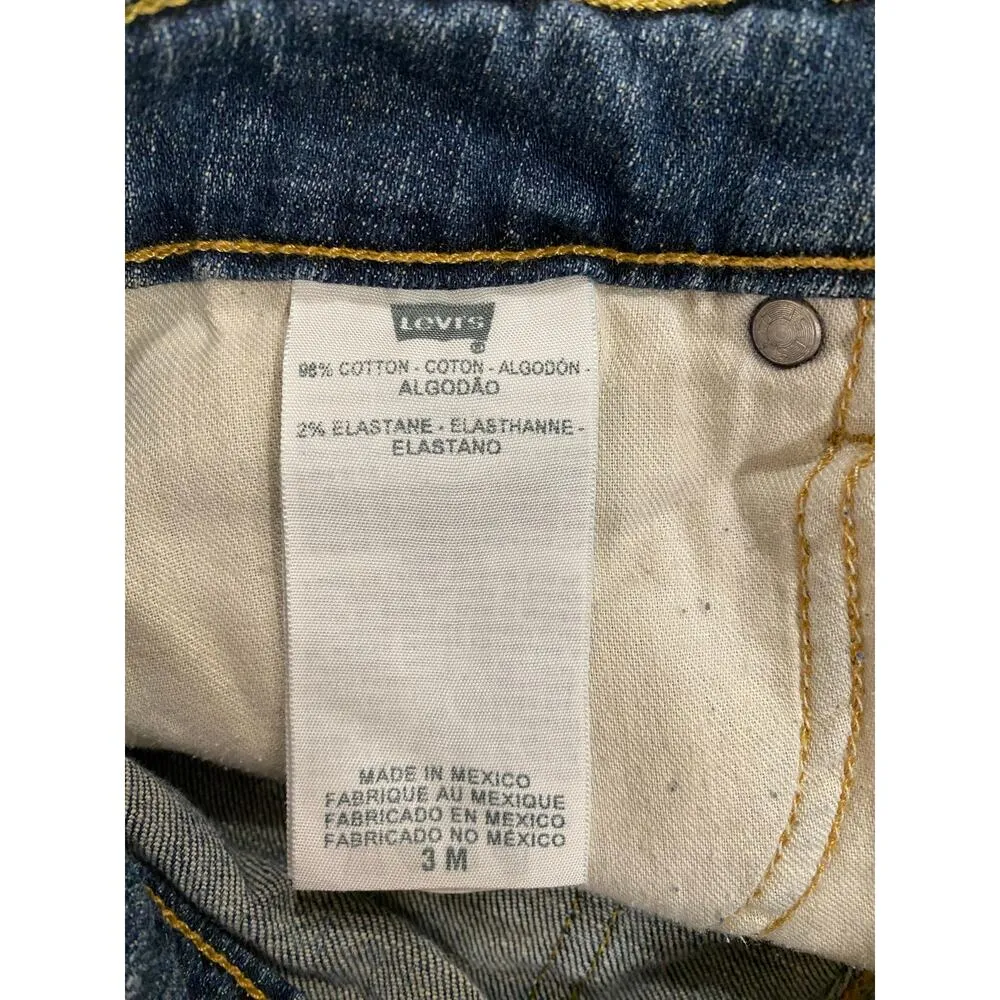 Levi's
®
98% COTTON - COTON - ALGODÓN -
ALGODÃO
2% ELASTANE - ELASTHANNE -
ELASTANO
MADE IN MEXICO
FABRIQUE AU MEXIQUE
FABRICADO EN MEXICO
FABRICADO NO MÉXICO
3 M